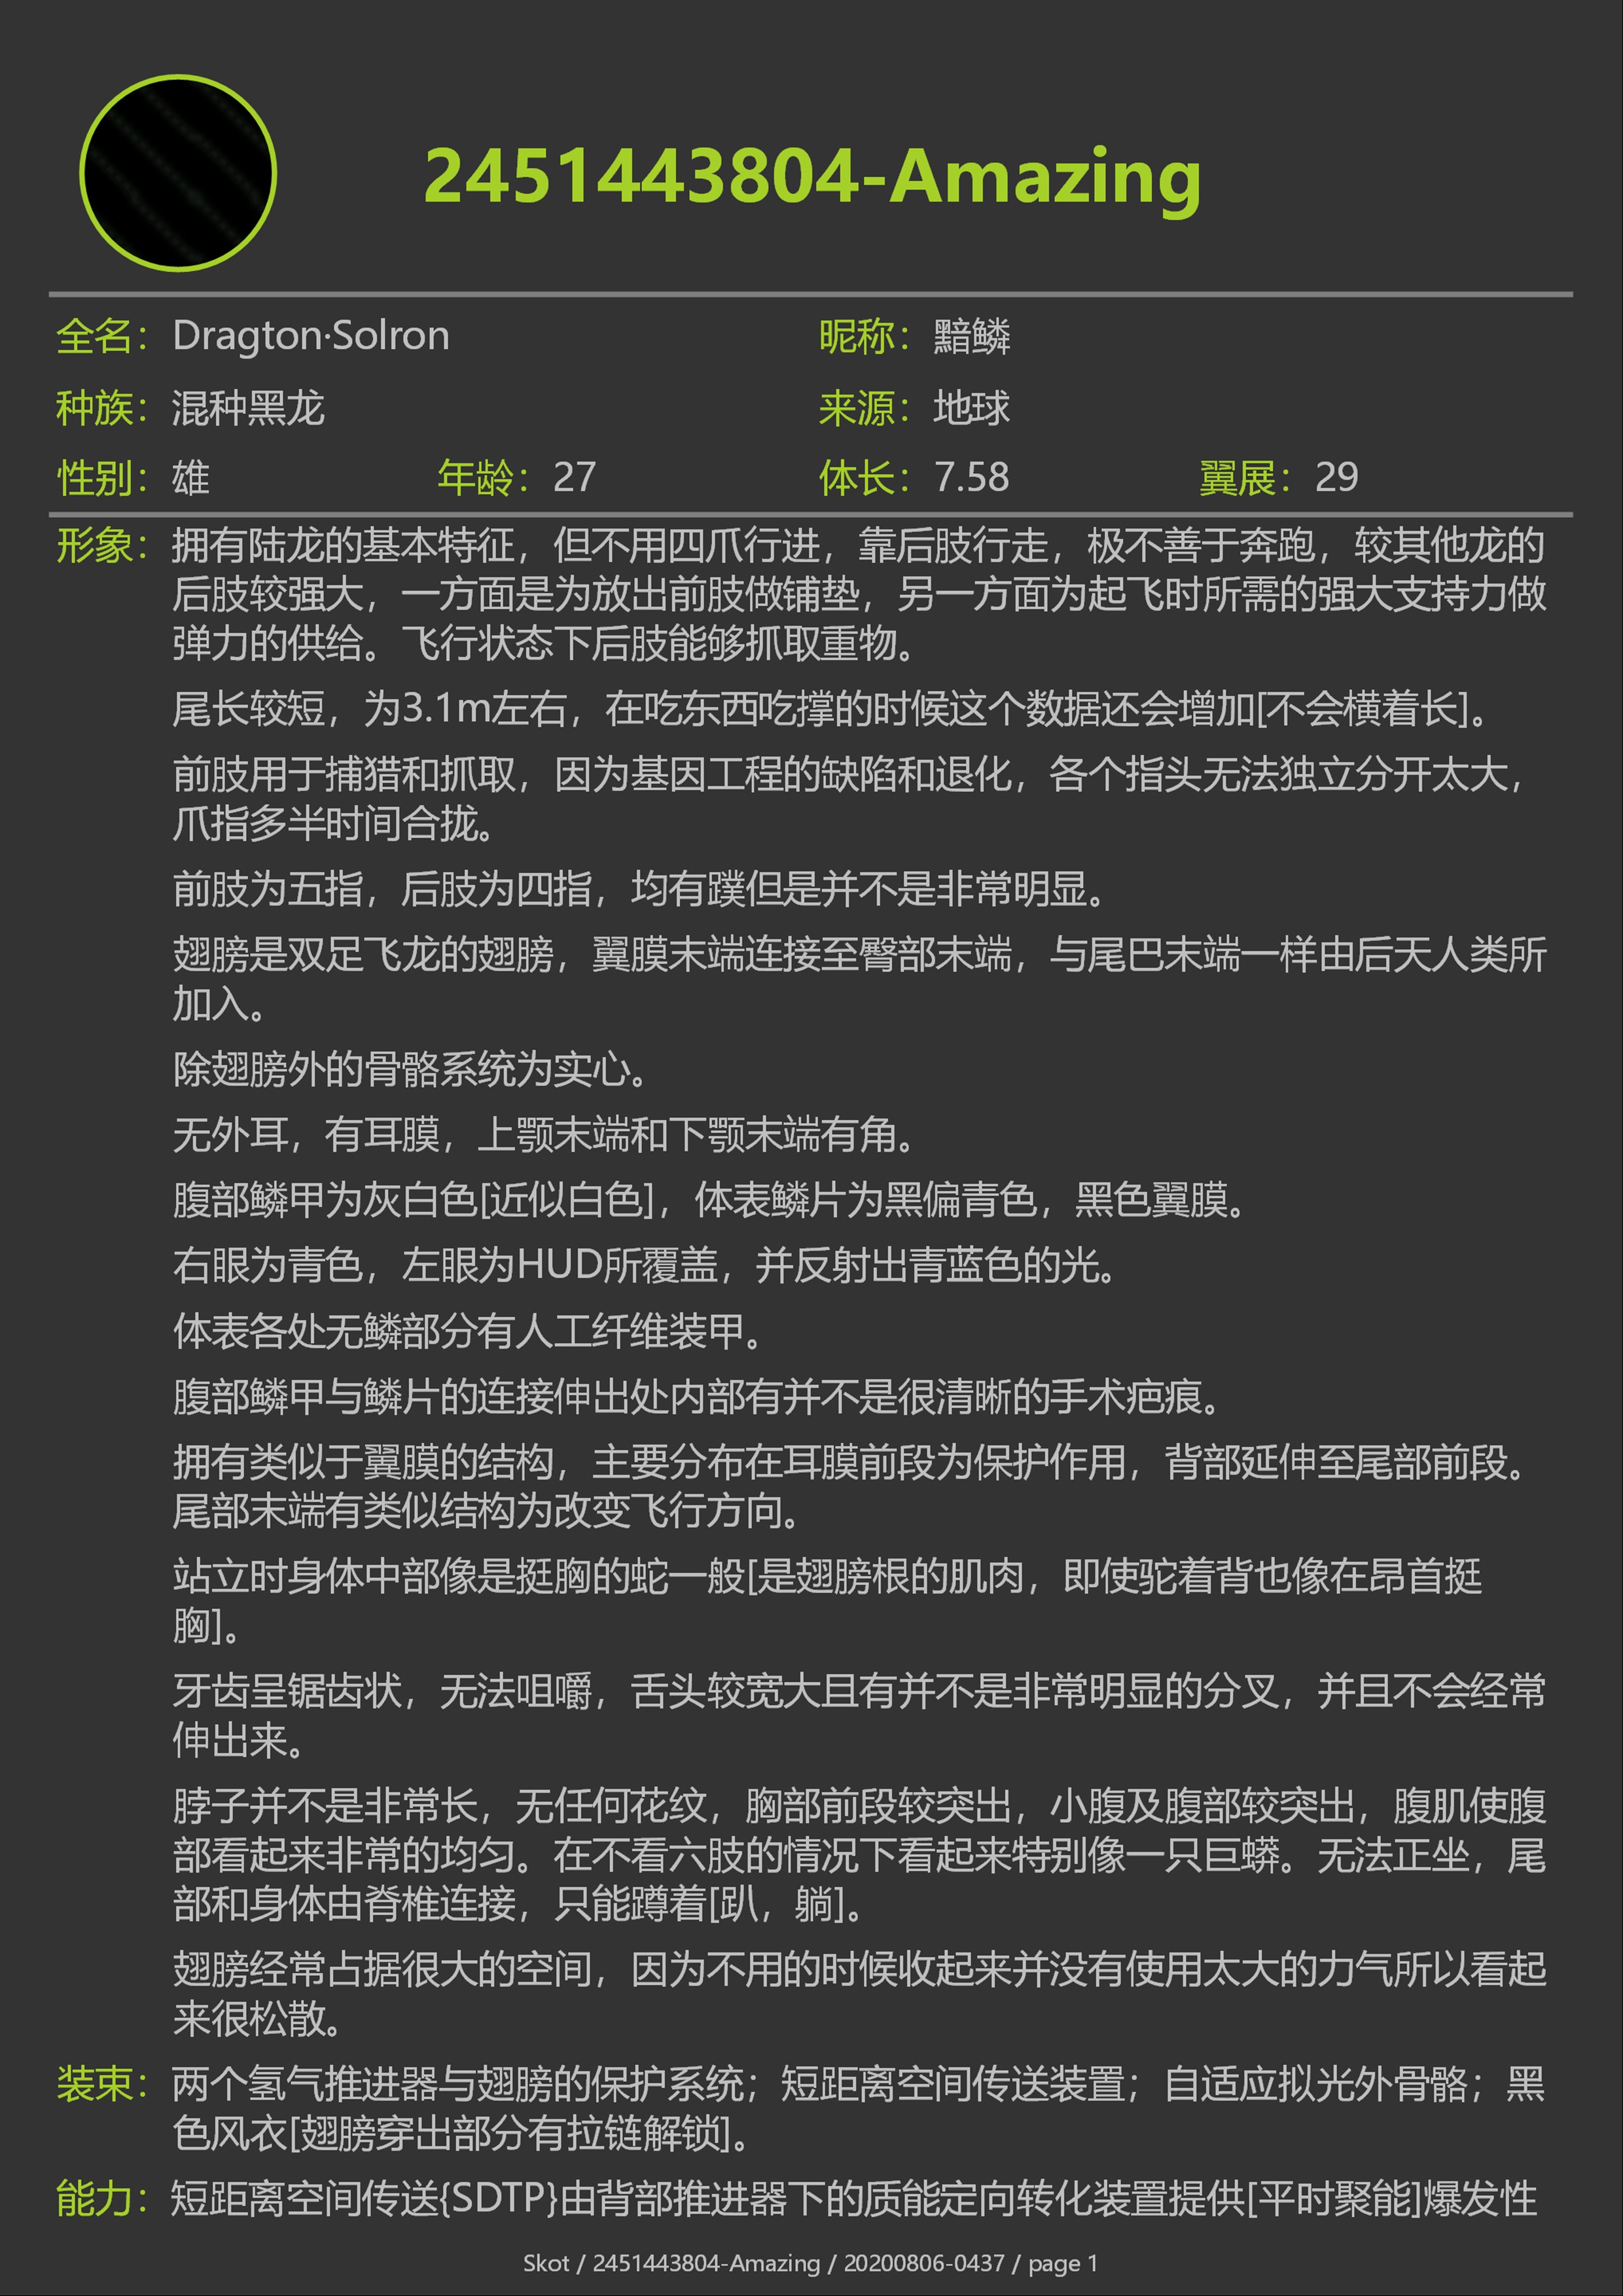 2451443804-Amazing
全名：Dragton·Solron 昵称：黯鳞
种族：混种黑龙 来源：地球
性别：雄 年龄：27 体长：7.58 翼展：29
形象：拥有陆龙的基本特征，但不用四爪行进，靠后肢行走，极不善于奔跑，较其他龙的
后肢较强大，一方面是为放出前肢做铺垫，另一方面为起飞时所需的强大支持力做
弹力的供给。飞行状态下后肢能够抓取重物。
尾长较短，为3.1m左右，在吃东西吃撑的时候这个数据还会增加[不会横着长]。
前肢用于捕猎和抓取，因为基因工程的缺陷和退化，各个指头无法独立分开太大，
爪指多半时间合拢。
前肢为五指，后肢为四指，均有蹼但是并不是非常明显。
翅膀是双足飞龙的翅膀，翼膜末端连接至臀部末端，与尾巴末端一样由后天人类所
加入。
除翅膀外的骨骼系统为实心。
无外耳，有耳膜，上颚末端和下颚末端有角。
腹部鳞甲为灰白色[近似白色]，体表鳞片为黑偏青色，黑色翼膜。
右眼为青色，左眼为HUD所覆盖，并反射出青蓝色的光。
体表各处无鳞部分有人工纤维装甲。
腹部鳞甲与鳞片的连接伸出处内部有并不是很清晰的手术疤痕。
拥有类似于翼膜的结构，主要分布在耳膜前段为保护作用，背部延伸至尾部前段。
尾部末端有类似结构为改变飞行方向。
站立时身体中部像是挺胸的蛇一般[是翅膀根的肌肉，即使驼着背也像在昂首挺
胸]。
牙齿呈锯齿状，无法咀嚼，舌头较宽大且有并不是非常明显的分叉，并且不会经常
伸出来。
脖子并不是非常长，无任何花纹，胸部前段较突出，小腹及腹部较突出，腹肌使腹
部看起来非常的均匀。在不看六肢的情况下看起来特别像一只巨蟒。无法正坐，尾
部和身体由脊椎连接，只能蹲着[趴，躺]。
翅膀经常占据很大的空间，因为不用的时候收起来并没有使用太大的力气所以看起
来很松散。
装束：两个氢气推进器与翅膀的保护系统；短距离空间传送装置；自适应拟光外骨骼；黑
色风衣[翅膀穿出部分有拉链解锁]。
能力：短距离空间传送{SDTP}由背部推进器下的质能定向转化装置提供[平时聚能]爆发性
Skot / 2451443804-Amazing / 20200806-0437 / page 1